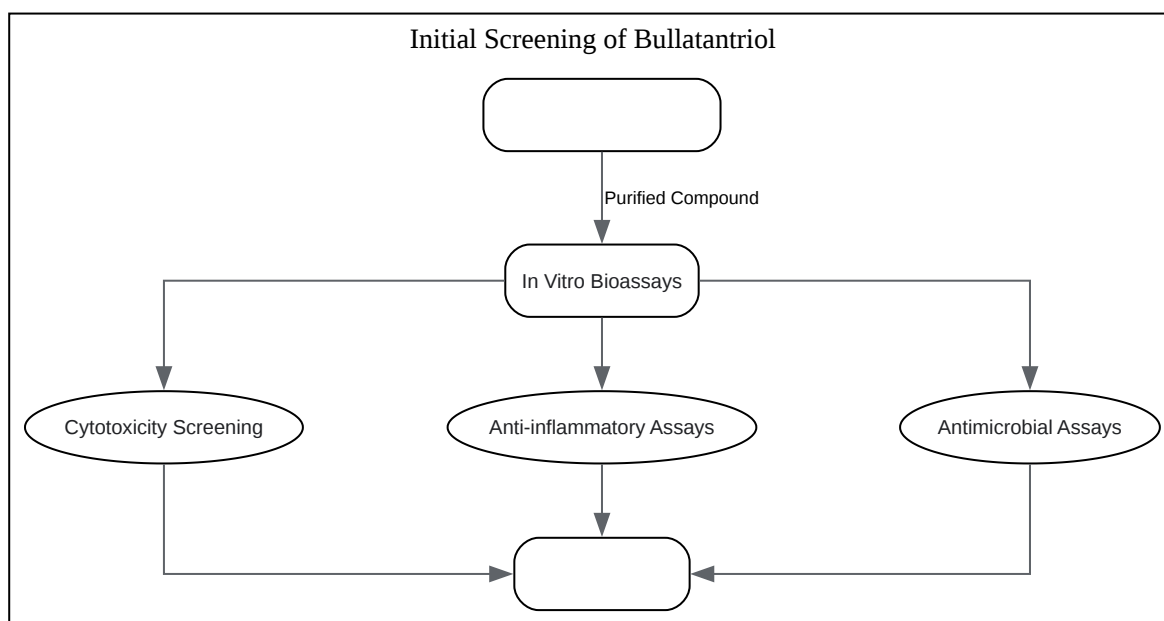 Initial Screening of Bullatantriol
Purified Compound
In Vitro Bioassays
Cytotoxicity Screening
Anti-inflammatory Assays
Antimicrobial Assays